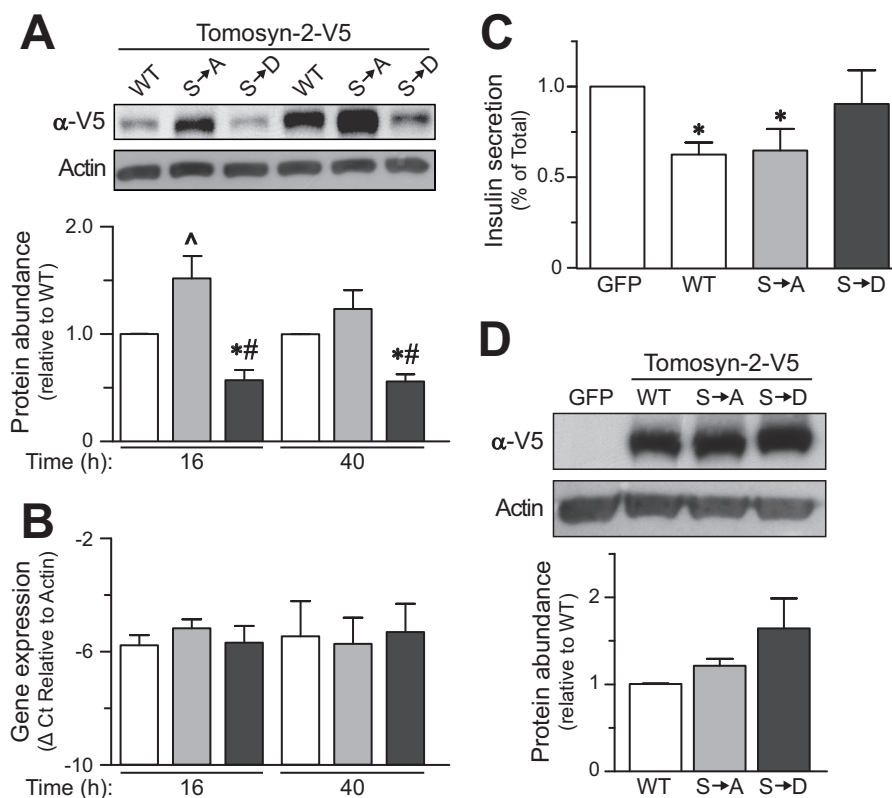 A
Tomosyn-2-V5
WT S→A S→D WT S→A S→D
α-V5
Actin
Protein abundance
(relative to WT)
2.0
1.0
0
^
*#
*#
Time (h): 16 40
B
Gene expression
(Δ Ct Relative to Actin)
-2
-6
-10
Time (h): 16 40
C
Insulin secretion
(% of Total)
1.0
0.5
0
*
*
GFP WT S→A S→D
D
Tomosyn-2-V5
GFP WT S→A S→D
α-V5
Actin
Protein abundance
(relative to WT)
2
1
0
WT S→A S→D